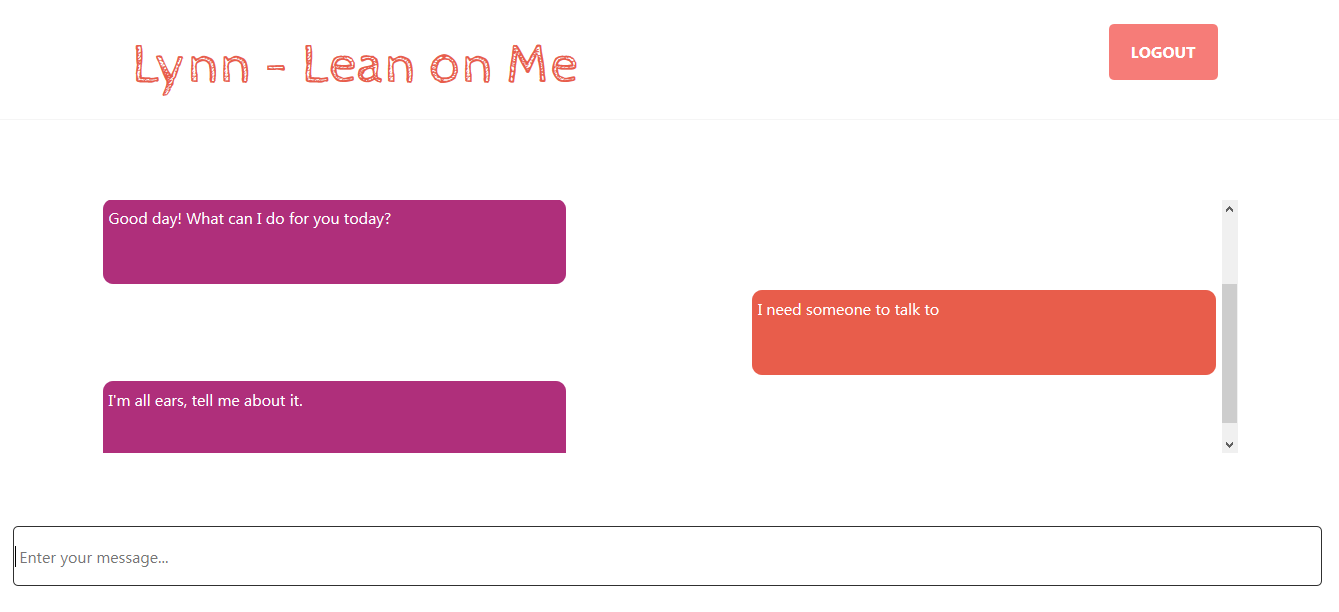 Lynn - Lean on Me
LOGOUT
Good day! What can I do for you today?
I need someone to talk to
I'm all ears, tell me about it.
Enter your message...